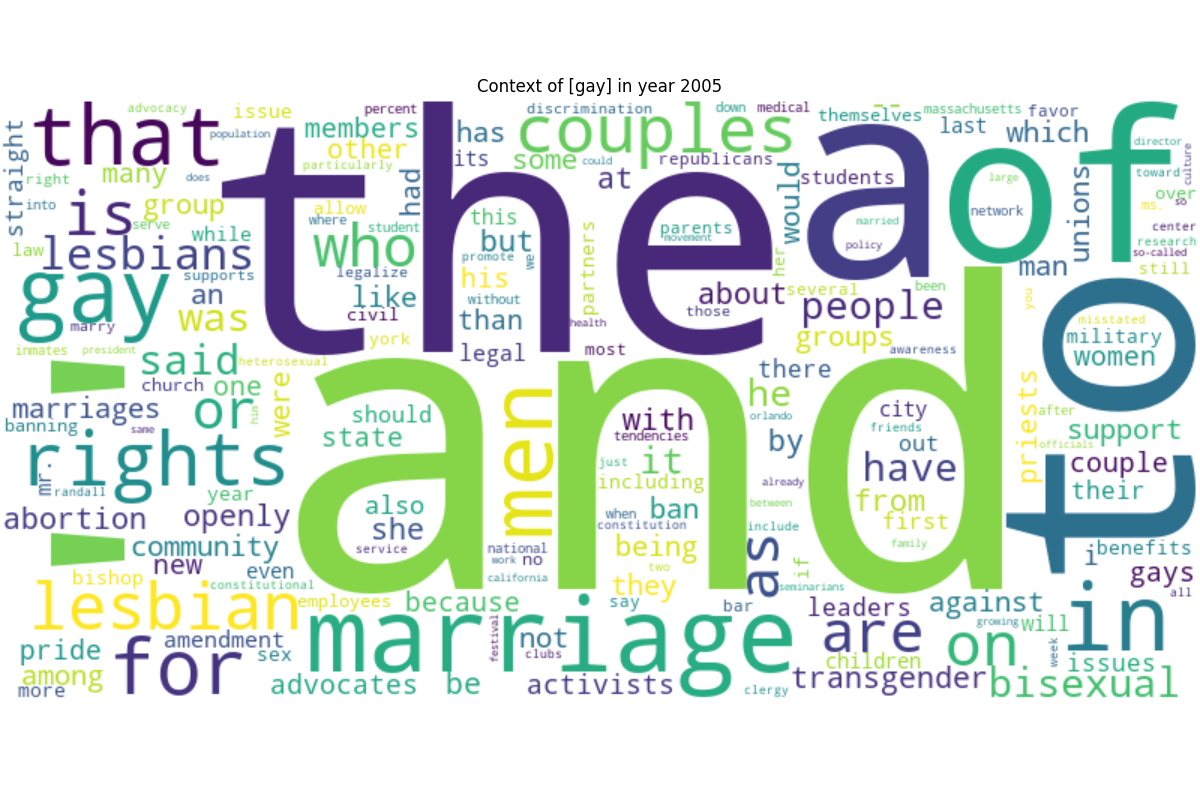 Context of [gay] in year 2005
advocacy issue percent discrimination down medical themselves massachusetts favor
that population members has couples last which director
straight particularly other its some could republicans students of
right many does had at would a large toward culture
into is group allow this parents married network unions over so
serve where student who but movement policy ms. center
law lesbians while promote we his partners her man research
supports legalize so-called still
gay an like without than about several people been you misstated
was civil those health military
marry york legal most groups awareness women
inmates president the
said heterosexual there
church one he
marriages or him were should men with orlando city priests after
banning same state tendencies by friends out support
rights it have officials couple
mr. randall just already from their
year including first
abortion openly also when ban between
she constitution include family
community service national being as i benefits
new work no two if
bishop even california they seminarians gays
constitutional and to all
lesbian employees because say bar leaders against growing will in
for amendment marriage not are on
pride sex festival clubs week issues
among children
more advocates be activists clergy transgender bisexual
' '